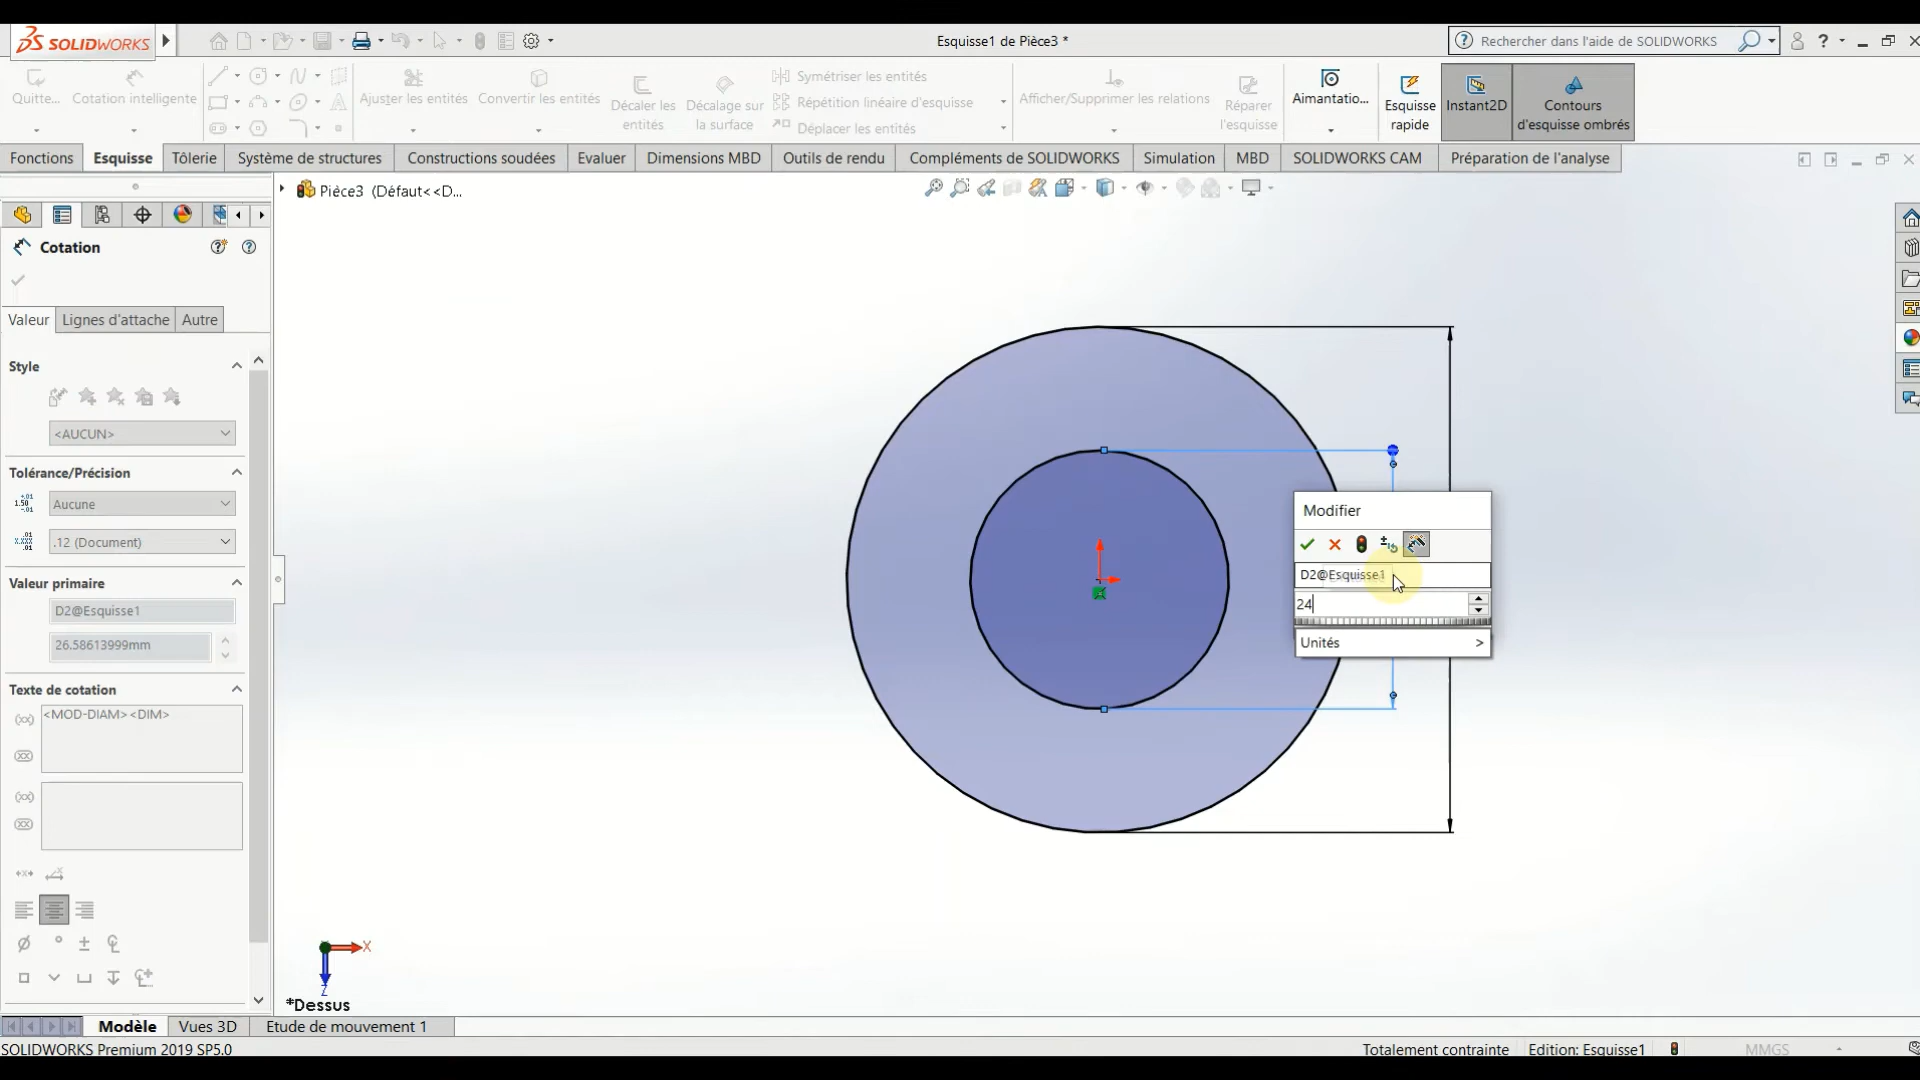 SOLIDWORKS
Esquisse1 de Pièce3 *
Rechercher dans l'aide de SOLIDWORKS
?
Quitte...
Cotation intelligente
Ajuster les entités
Convertir les entités
Décaler les entités
Décalage sur la surface
Symétriser les entités
Répétition linéaire d'esquisse
Déplacer les entités
Afficher/Supprimer les relations
Réparer l'esquisse
Aimantatio...
Esquisse rapide
Instant2D
Contours d'esquisse ombrés
Fonctions
Esquisse
Tôlerie
Système de structures
Constructions soudées
Evaluer
Dimensions MBD
Outils de rendu
Compléments de SOLIDWORKS
Simulation
MBD
SOLIDWORKS CAM
Préparation de l'analyse
Pièce3 (Défaut<<D...
Cotation
Valeur
Lignes d'attache
Autre
Style
<AUCUN>
Tolérance/Précision
Aucune
.12 (Document)
Valeur primaire
D2@Esquisse1
26.58613999mm
Texte de cotation
<MOD-DIAM><DIM>
Modifier
D2@Esquisse1
24
Unités >
X
Z
*Dessus
Modèle
Vues 3D
Etude de mouvement 1
SOLIDWORKS Premium 2019 SP5.0
Totalement contrainte
Edition: Esquisse1
MMGS